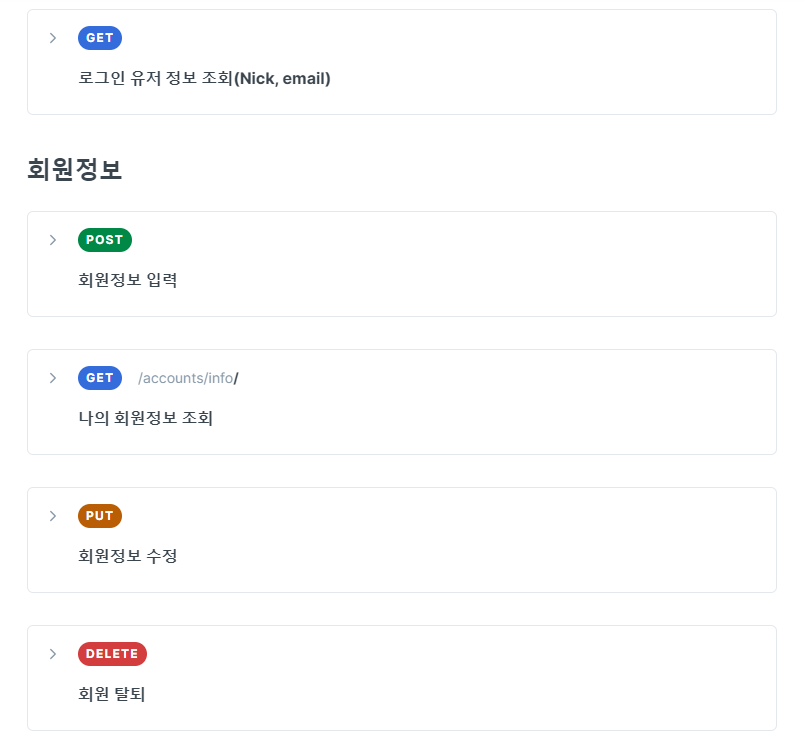 GET
로그인 유저 정보 조회(Nick, email)
회원정보
POST
회원정보 입력
GET /accounts/info/
나의 회원정보 조회
PUT
회원정보 수정
DELETE
회원 탈퇴